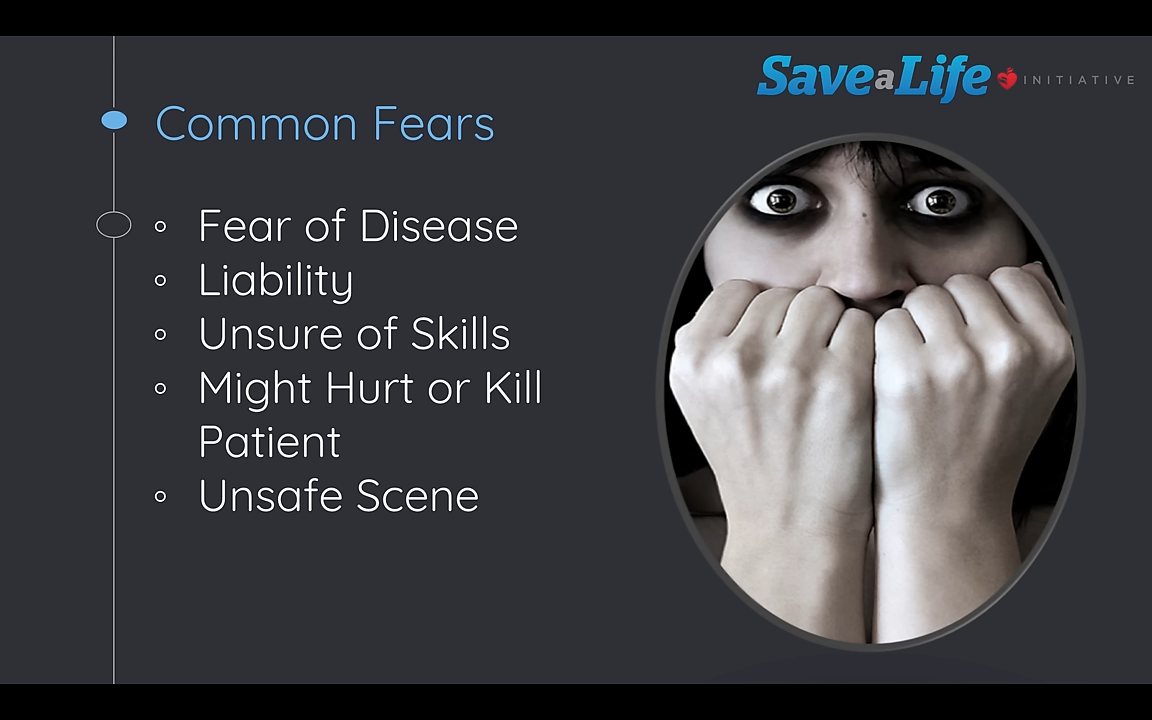 SaveaLife INITIATIVE
Common Fears
Fear of Disease
Liability
Unsure of Skills
Might Hurt or Kill
Patient
Unsafe Scene